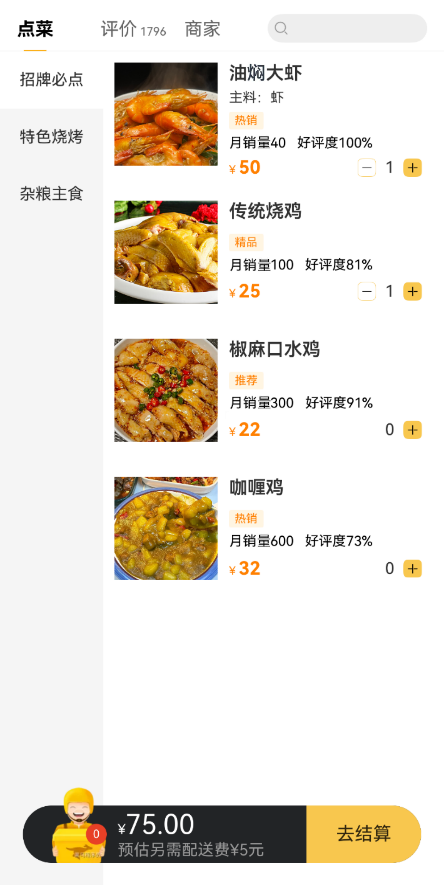 点菜 评价 1796 商家
招牌必点
特色烧烤
杂粮主食
油焖大虾
主料：虾
热销
月销量40 好评度100%
¥ 50 － 1 ＋
传统烧鸡
精品
月销量100 好评度81%
¥ 25 － 1 ＋
椒麻口水鸡
推荐
月销量300 好评度91%
¥ 22 0 ＋
咖喱鸡
热销
月销量600 好评度73%
¥ 32 0 ＋
0
¥75.00
预估另需配送费¥5元
去结算